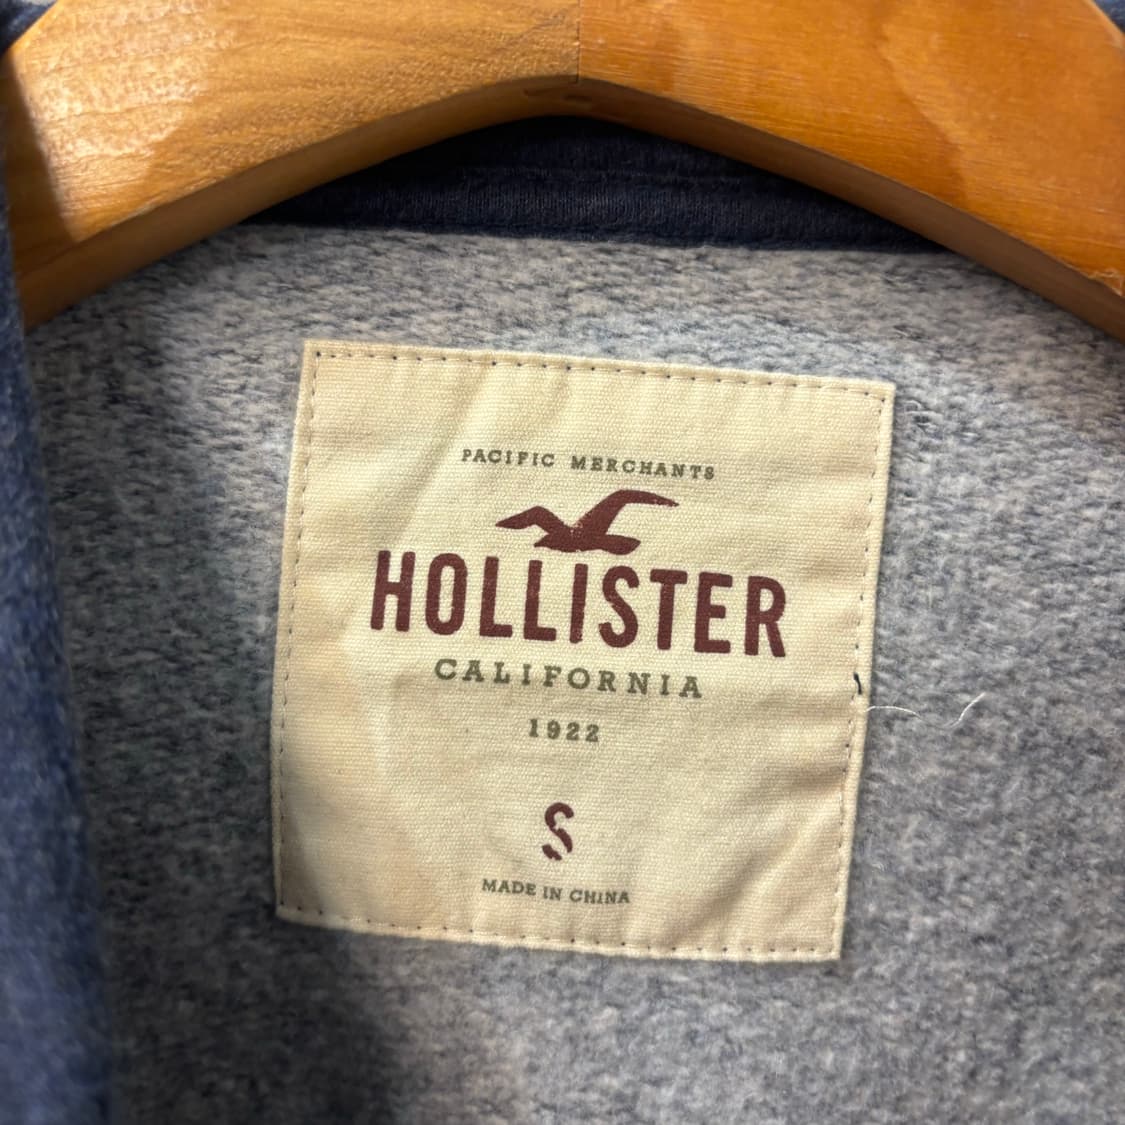 PACIFIC MERCHANTS
HOLLISTER
CALIFORNIA
1922
S
MADE IN CHINA